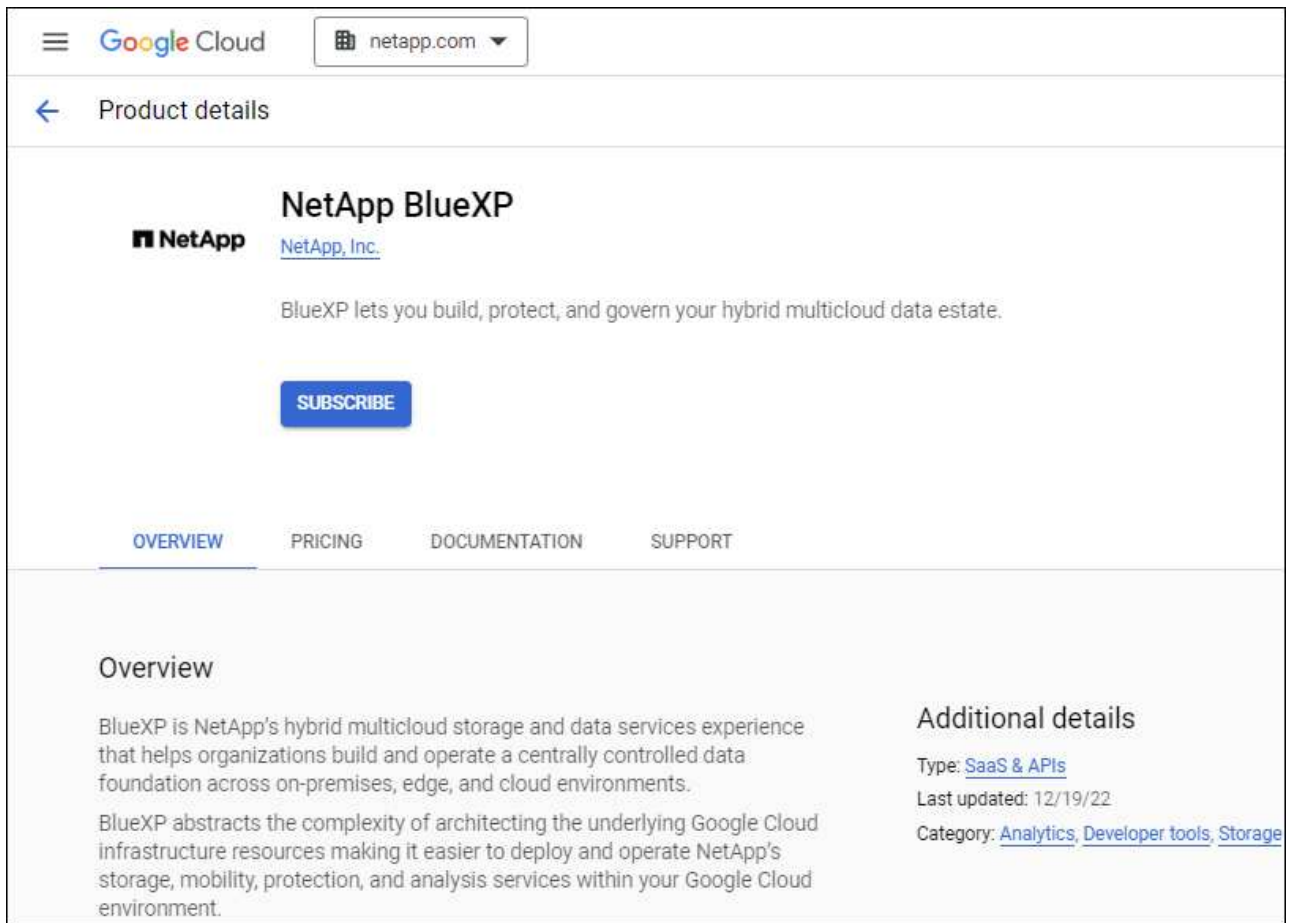 Google Cloud
netapp.com
Product details
NetApp
NetApp BlueXP
NetApp, Inc.
BlueXP lets you build, protect, and govern your hybrid multicloud data estate.
SUBSCRIBE
OVERVIEW PRICING DOCUMENTATION SUPPORT
Overview
BlueXP is NetApp's hybrid multicloud storage and data services experience
that helps organizations build and operate a centrally controlled data
foundation across on-premises, edge, and cloud environments.
BlueXP abstracts the complexity of architecting the underlying Google Cloud
infrastructure resources making it easier to deploy and operate NetApp's
storage, mobility, protection, and analysis services within your Google Cloud
environment.
Additional details
Type: SaaS & APIs
Last updated: 12/19/22
Category: Analytics, Developer tools, Storage